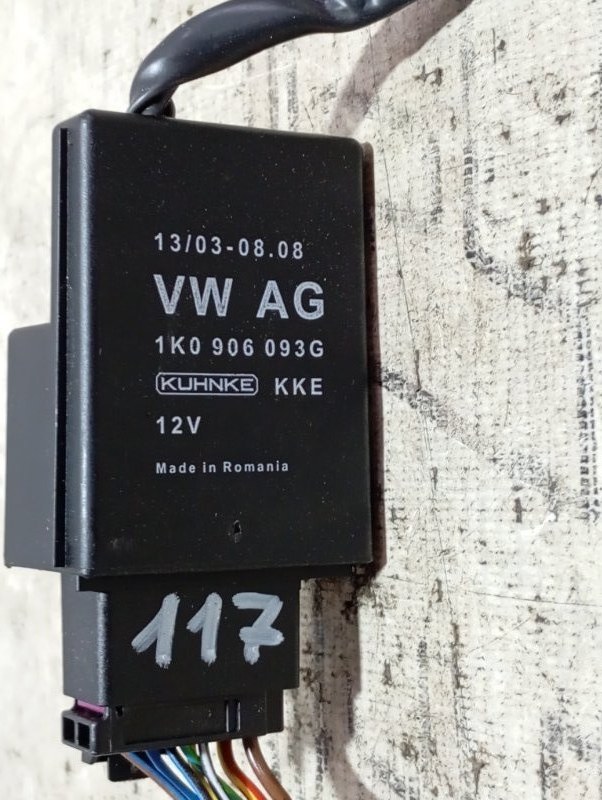 13/03-08.08
VW AG
1K0 906 093G
KUHNKE KKE
12V
Made in Romania
117